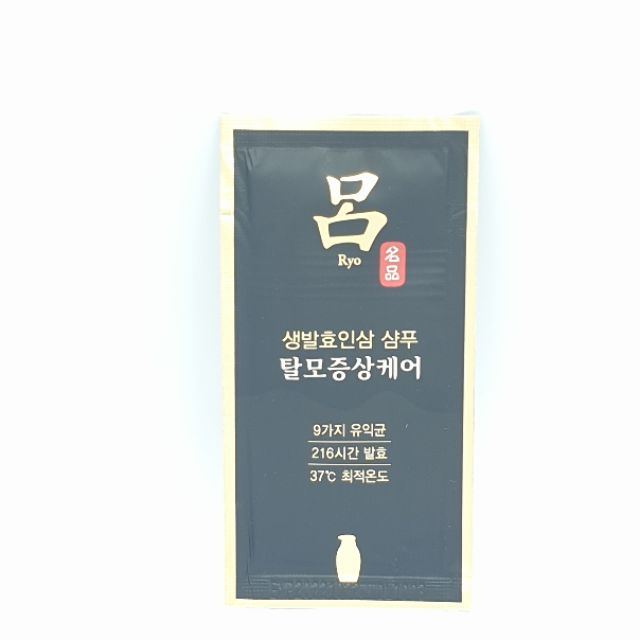 呂
Ryo
名品
생발효인삼 샴푸
탈모증상케어
9가지 유익균
216시간 발효
37℃ 최적온도